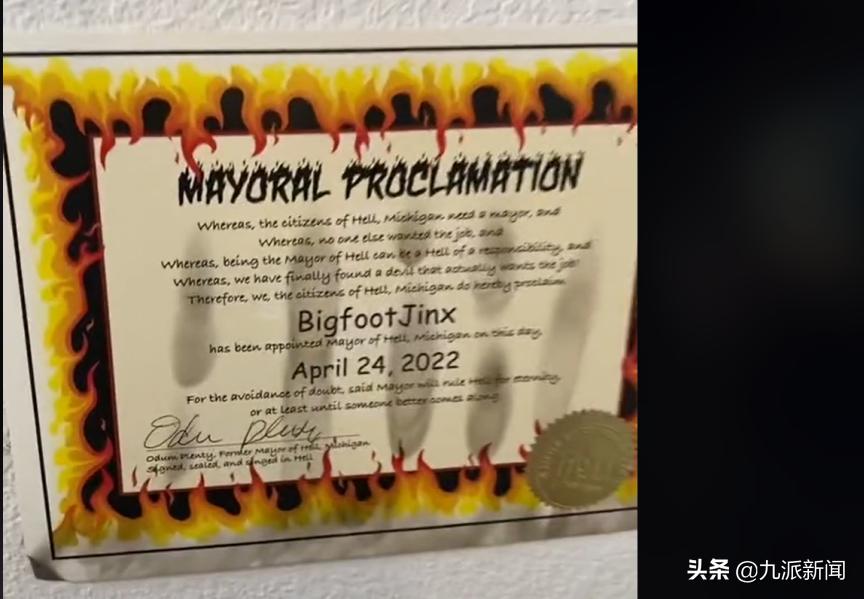 MAYORAL PROCLAMATION
Whereas, the citizens of Hell, Michigan need a mayor, and
Whereas, no one else wanted the job, and
Whereas, being the Mayor of Hell can be a Hell of a responsibility, and
Whereas, we have finally found a devil that actually wants the job!
Therefore, we, the citizens of Hell, Michigan do hereby proclaim
BigfootJinx
has been appointed Mayor of Hell, Michigan on this day,
April 24, 2022
For the avoidance of doubt, said Mayor will rule Hell for eternity,
or at least until someone better comes along.
Odum Plenty
Odum Plenty, Former Mayor of Hell, Michigan
Signed, sealed, and singed in Hell
HELL
头条 @九派新闻